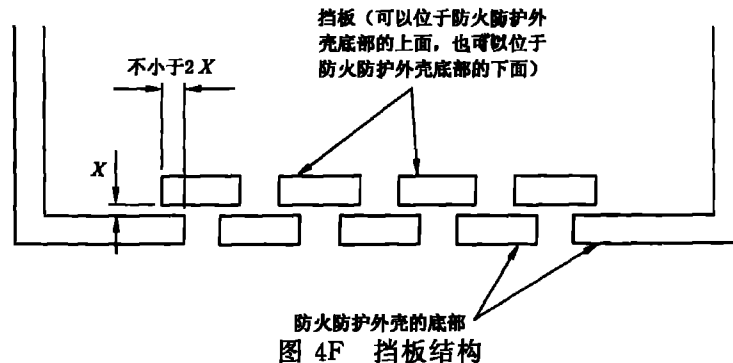 挡板（可以位于防火防护外
壳底部的上面，也可以位于
防火防护外壳底部的下面）
不小于2 X
X
防火防护外壳的底部
图 4F 挡板结构